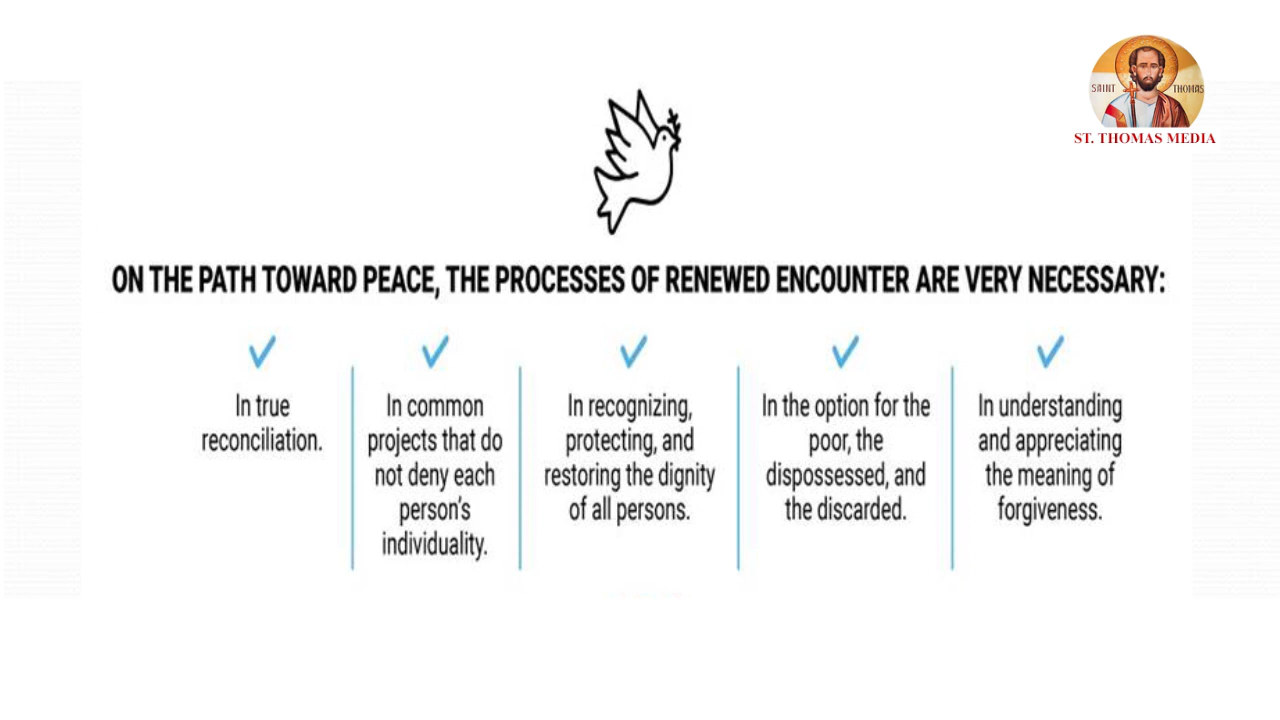 SAINT THOMAS
ST. THOMAS MEDIA
ON THE PATH TOWARD PEACE, THE PROCESSES OF RENEWED ENCOUNTER ARE VERY NECESSARY:
In true
reconciliation.
In common
projects that do
not deny each
person's
individuality.
In recognizing,
protecting, and
restoring the dignity
of all persons.
In the option for the
poor, the
dispossessed, and
the discarded.
In understanding
and appreciating
the meaning of
forgiveness.